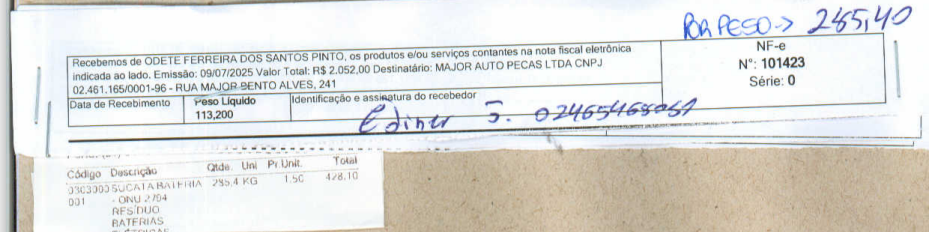 POR PESO -> 285,40
Recebemos de ODETE FERREIRA DOS SANTOS PINTO, os produtos e/ou serviços contantes na nota fiscal eletrônica
indicada ao lado. Emissão: 09/07/2025 Valor Total: R$ 2.052,00 Destinatário: MAJOR AUTO PECAS LTDA CNPJ
02.461.165/0001-96 - RUA MAJOR BENTO ALVES, 241
NF-e
N°: 101423
Série: 0
Data de Recebimento
Peso Líquido
113,200
Identificação e assinatura do recebedor
Código Descrição Qtde. Uni Pr.Unit. Total
0303000 SUCATA BATERIA 285,4 KG 1.50 428.10
001 - ONU 2794
RESÍDUO
BATERIAS
ELÉTRICAS